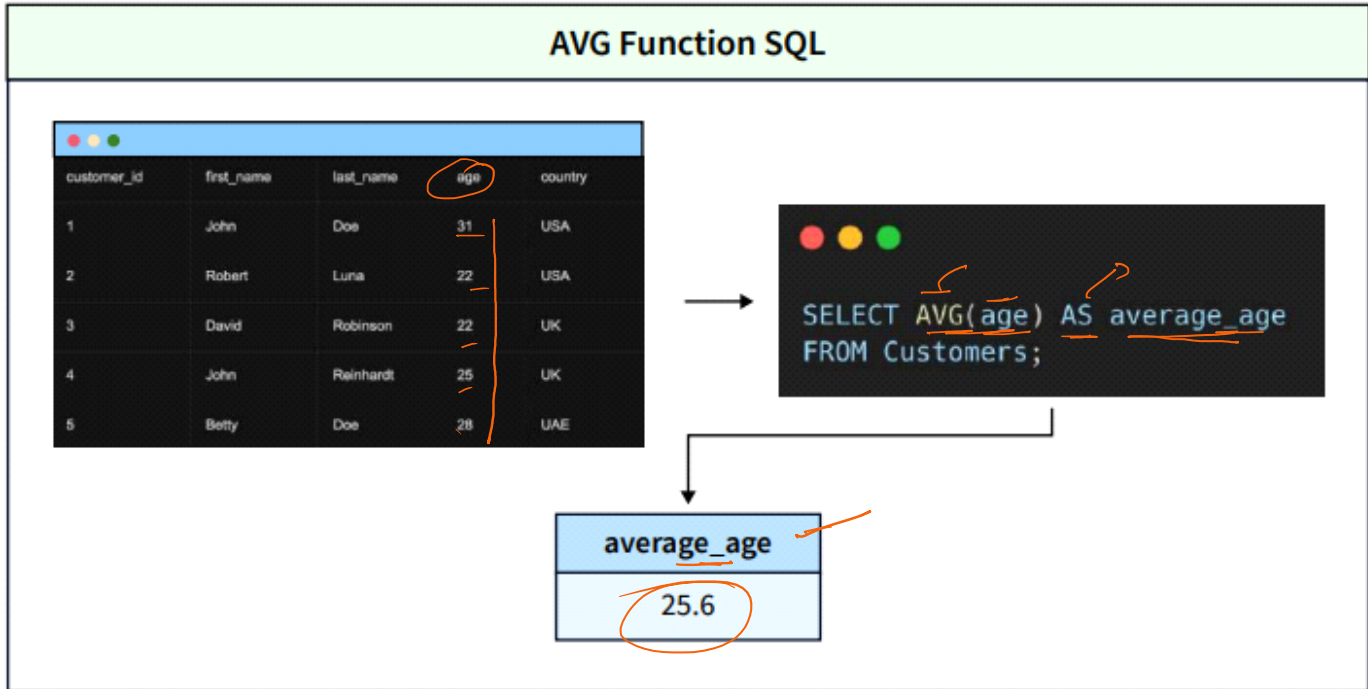 AVG Function SQL
customer_id first_name last_name age country
1 John Doe 31 USA
2 Robert Luna 22 USA
3 David Robinson 22 UK
4 John Reinhardt 25 UK
5 Betty Doe 28 UAE
SELECT AVG(age) AS average_age
FROM Customers;
average_age
25.6